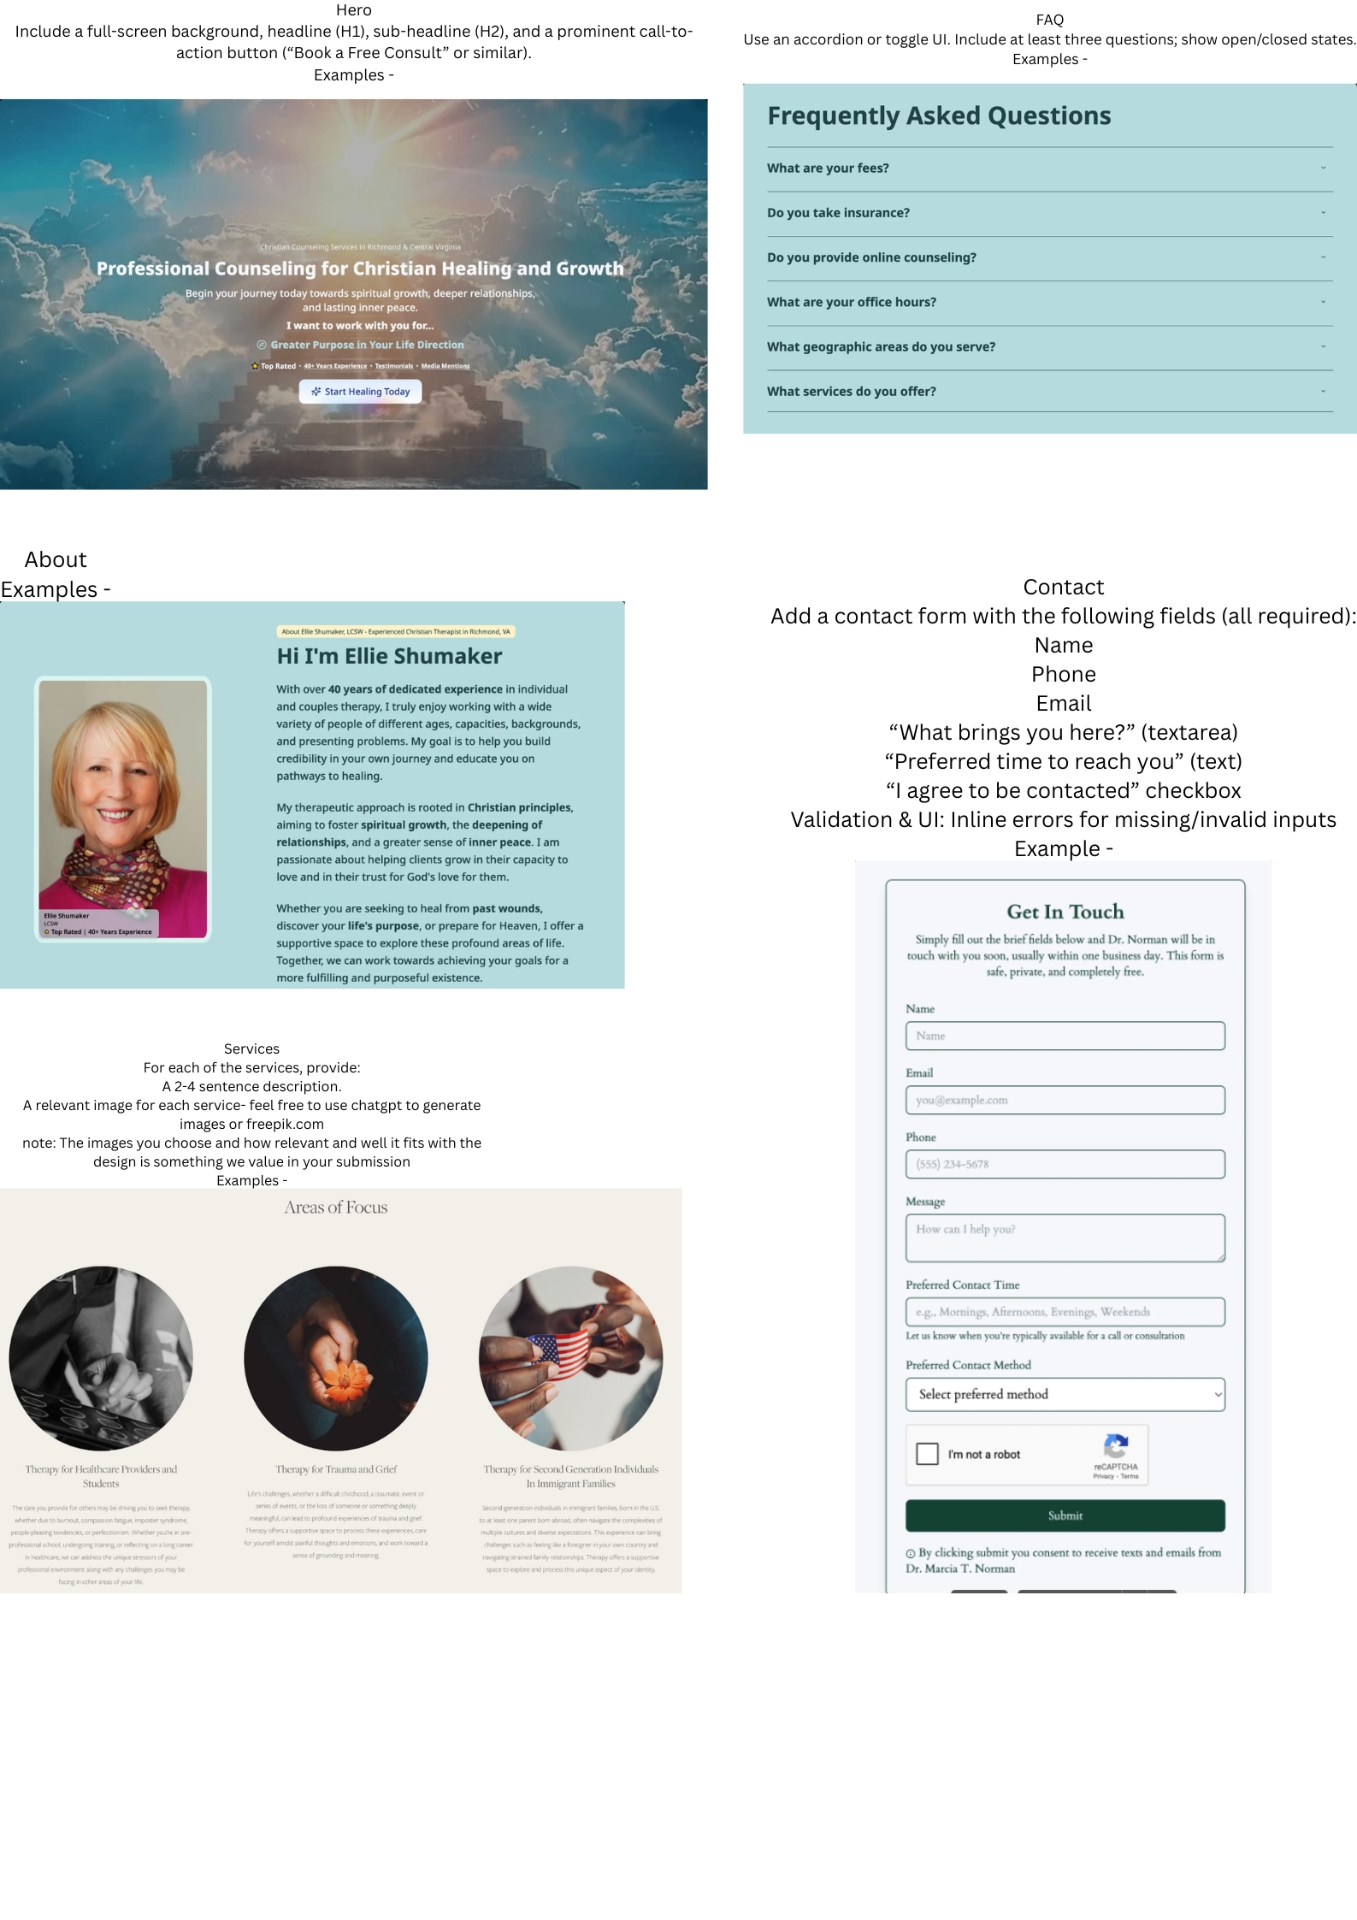 Hero
Include a full-screen background, headline (H1), sub-headline (H2), and a prominent call-to-
action button (“Book a Free Consult” or similar).
Examples -
Christian Counseling Services in Richmond & Central Virginia
Professional Counseling for Christian Healing and Growth
Begin your journey today towards spiritual growth, deeper relationships,
and lasting inner peace.
I want to work with you for...
Greater Purpose in Your Life Direction
Top Rated • 40+ Years Experience • Testimonials • Media Mentions
Start Healing Today
FAQ
Use an accordion or toggle UI. Include at least three questions; show open/closed states.
Examples -
Frequently Asked Questions
What are your fees?
Do you take insurance?
Do you provide online counseling?
What are your office hours?
What geographic areas do you serve?
What services do you offer?
About
Examples -
About Ellie Shumaker, LCSW - Experienced Christian Therapist in Richmond, VA
Hi I'm Ellie Shumaker
With over 40 years of dedicated experience in individual
and couples therapy, I truly enjoy working with a wide
variety of people of different ages, capacities, backgrounds,
and presenting problems. My goal is to help you build
credibility in your own journey and educate you on
pathways to healing.
My therapeutic approach is rooted in Christian principles,
aiming to foster spiritual growth, the deepening of
relationships, and a greater sense of inner peace. I am
passionate about helping clients grow in their capacity to
love and in their trust for God's love for them.
Whether you are seeking to heal from past wounds,
discover your life's purpose, or prepare for Heaven, I offer a
supportive space to explore these profound areas of life.
Together, we can work towards achieving your goals for a
more fulfilling and purposeful existence.
Ellie Shumaker
LCSW
Top Rated | 40+ Years Experience
Services
For each of the services, provide:
A 2-4 sentence description.
A relevant image for each service- feel free to use chatgpt to generate
images or freepik.com
note: The images you choose and how relevant and well it fits with the
design is something we value in your submission
Examples -
Areas of Focus
Therapy for Healthcare Providers and
Students
The care you provide for others may be driving you to seek therapy,
whether due to burnout, compassion fatigue, imposter syndrome,
people-pleasing tendencies, or perfectionism. Whether you're in pre-
professional school, undergoing training, or reflecting on a long career
in healthcare, we can address the unique stressors of your
professional environment along with any challenges you may be
facing in other areas of your life.
Therapy for Trauma and Grief
Life's challenges, whether a difficult childhood, a traumatic event or
series of events, or the loss of someone or something deeply
meaningful, can lead to profound experiences of trauma and grief.
Therapy offers a supportive space to process these experiences, care
for yourself amidst painful thoughts and emotions, and work toward a
sense of grounding and meaning.
Therapy for Second Generation Individuals
In Immigrant Families
Second generation individuals in immigrant families, born in the U.S.
to at least one parent born abroad, often navigate the complexities of
multiple cultures and diverse expectations. This experience can bring
challenges such as feeling like a foreigner in your own country and
navigating strained family relationships. Therapy offers a supportive
space to explore and process this unique aspect of your identity.
Contact
Add a contact form with the following fields (all required):
Name
Phone
Email
“What brings you here?” (textarea)
“Preferred time to reach you” (text)
“I agree to be contacted” checkbox
Validation & UI: Inline errors for missing/invalid inputs
Example -
Get In Touch
Simply fill out the brief fields below and Dr. Norman will be in
touch with you soon, usually within one business day. This form is
safe, private, and completely free.
Name
Name
Email
you@example.com
Phone
(555) 234-5678
Message
How can I help you?
Preferred Contact Time
e.g., Mornings, Afternoons, Evenings, Weekends
Let us know when you're typically available for a call or consultation
Preferred Contact Method
Select preferred method
I'm not a robot
reCAPTCHA
Privacy - Terms
Submit
By clicking submit you consent to receive texts and emails from
Dr. Marcia T. Norman